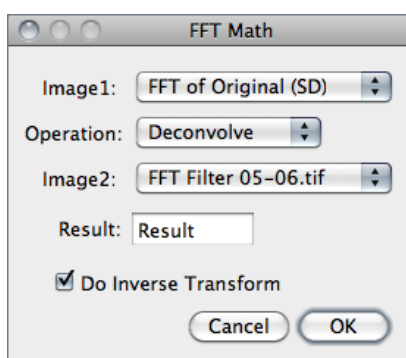 FFT Math
Image1: FFT of Original (SD)
Operation: Deconvolve
Image2: FFT Filter 05-06.tif
Result: Result
Do Inverse Transform
Cancel OK